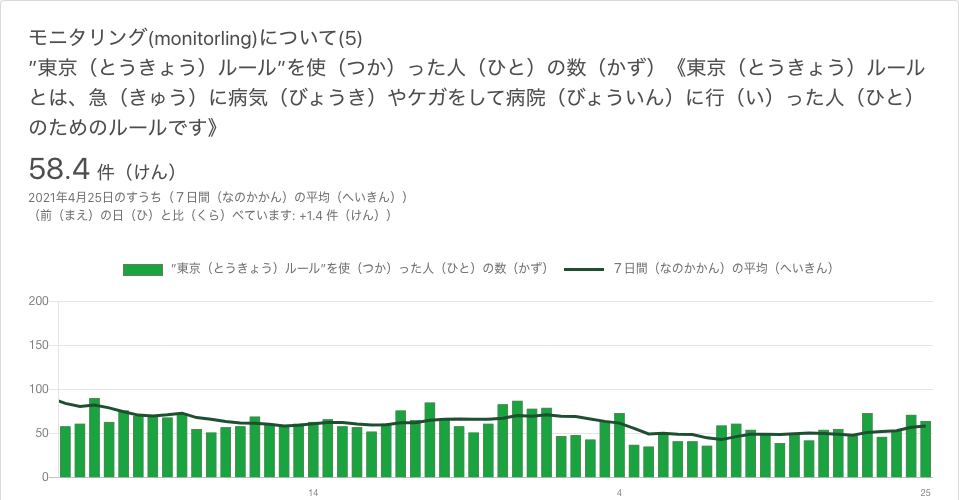 モニタリング(monitorling)について(5)
”東京（とうきょう）ルール”を使（つか）った人（ひと）の数（かず）《東京（とうきょう）ルール
とは、急（きゅう）に病気（びょうき）やケガをして病院（びょういん）に行（い）った人（ひと）
のためのルールです》
58.4 件（けん）
2021年4月25日のすうち（７日間（なのかかん）の平均（へいきん））
（前（まえ）の日（ひ）と比（くら）べています: +1.4 件（けん））
”東京（とうきょう）ルール”を使（つか）った人（ひと）の数（かず） ７日間（なのかかん）の平均（へいきん）
200
150
100
50
0
14 4 25